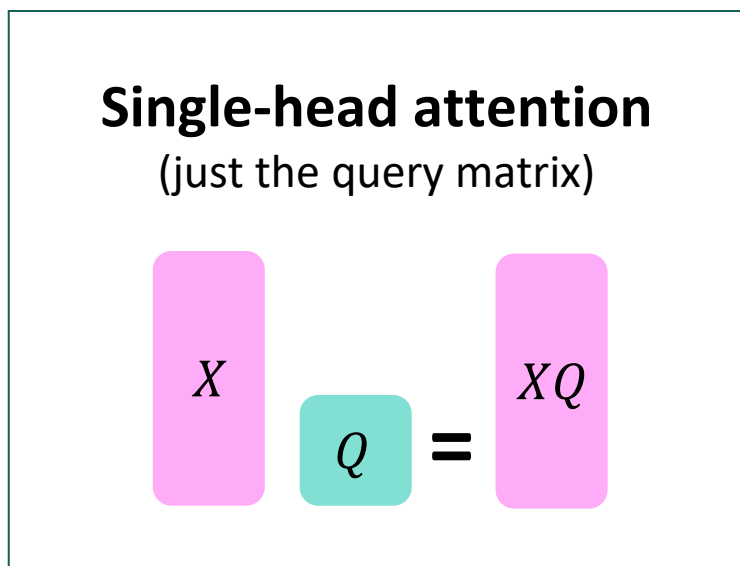 Single-head attention
(just the query matrix)
X
Q
=
XQ